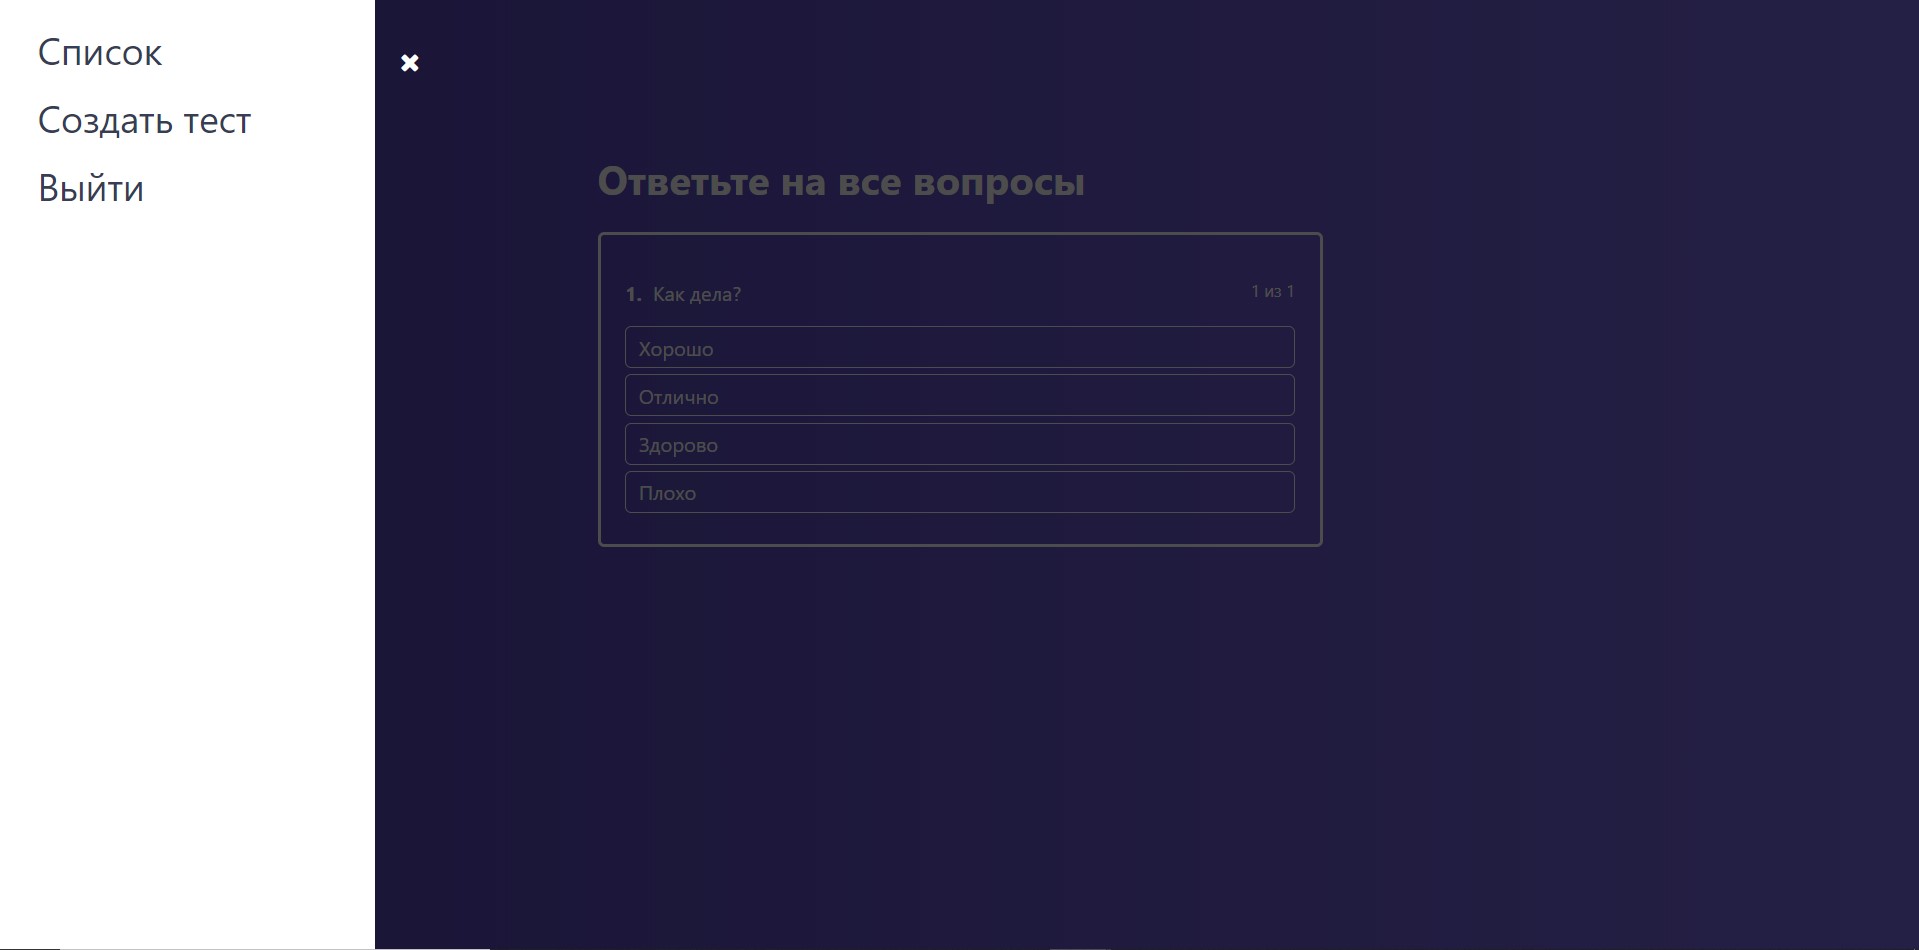 Список
Создать тест
Выйти
Ответьте на все вопросы
1. Как дела?
1 из 1
Хорошо
Отлично
Здорово
Плохо